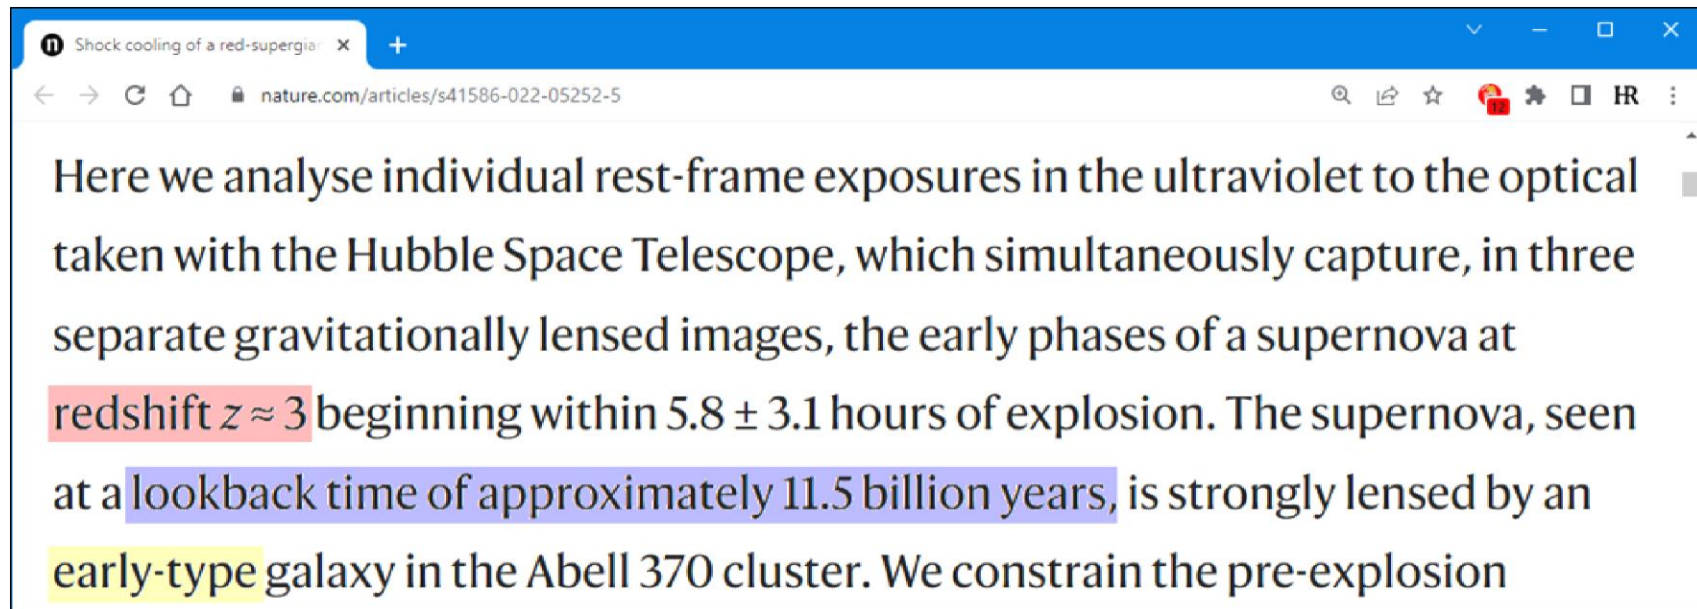 Shock cooling of a red-supergia
nature.com/articles/s41586-022-05252-5
12
HR
Here we analyse individual rest-frame exposures in the ultraviolet to the optical
taken with the Hubble Space Telescope, which simultaneously capture, in three
separate gravitationally lensed images, the early phases of a supernova at
redshift z ≈ 3 beginning within 5.8 ± 3.1 hours of explosion. The supernova, seen
at a lookback time of approximately 11.5 billion years, is strongly lensed by an
early-type galaxy in the Abell 370 cluster. We constrain the pre-explosion